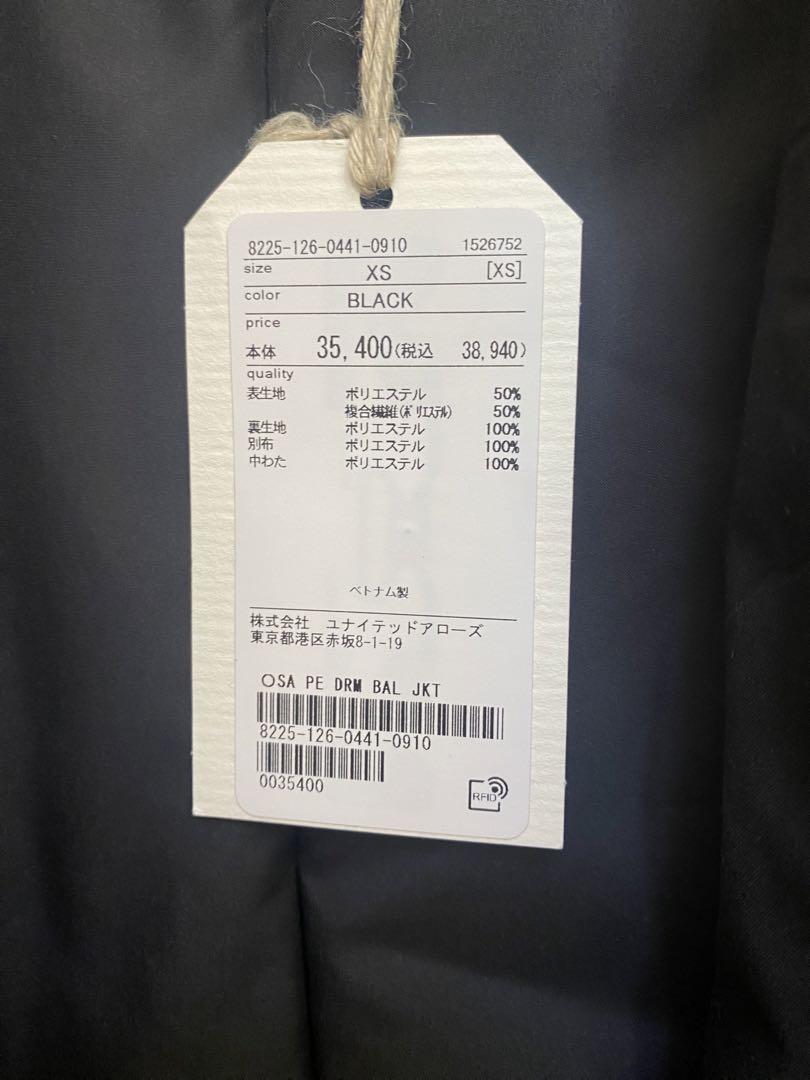 8225-126-0441-0910 1526752
size XS [XS]
color BLACK
price
本体 35,400(税込 38,940)
quality
表生地 ポリエステル 50%
複合繊維(ポリエステル) 50%
裏生地 ポリエステル 100%
別布 ポリエステル 100%
中わた ポリエステル 100%
ベトナム製
株式会社 ユナイテッドアローズ
東京都港区赤坂8-1-19
○SA PE DRM BAL JKT
8225-126-0441-0910
0035400
RFID